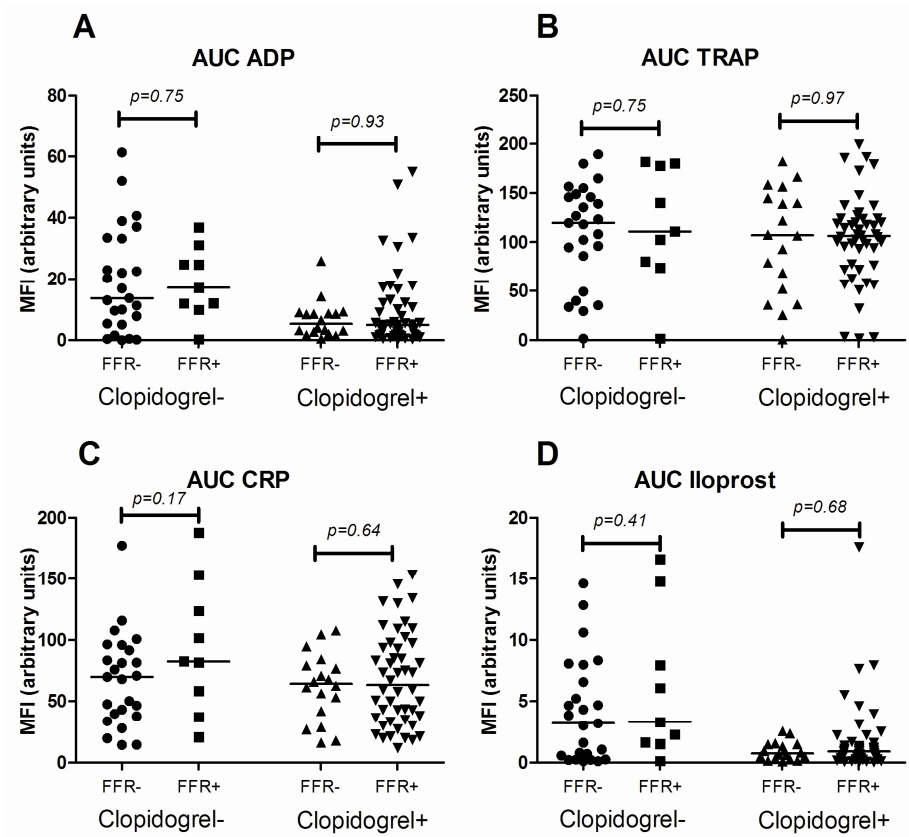 A
AUC ADP
MFI (arbitrary units)
80
60
40
20
0
p=0.75
p=0.93
FFR- FFR+ FFR- FFR+
Clopidogrel- Clopidogrel+
B
AUC TRAP
MFI (arbitrary units)
250
200
150
100
50
0
p=0.75
p=0.97
FFR- FFR+ FFR- FFR+
Clopidogrel- Clopidogrel+
C
AUC CRP
MFI (arbitrary units)
200
150
100
50
0
p=0.17
p=0.64
FFR- FFR+ FFR- FFR+
Clopidogrel- Clopidogrel+
D
AUC Iloprost
MFI (arbitrary units)
20
15
10
5
0
p=0.41
p=0.68
FFR- FFR+ FFR- FFR+
Clopidogrel- Clopidogrel+